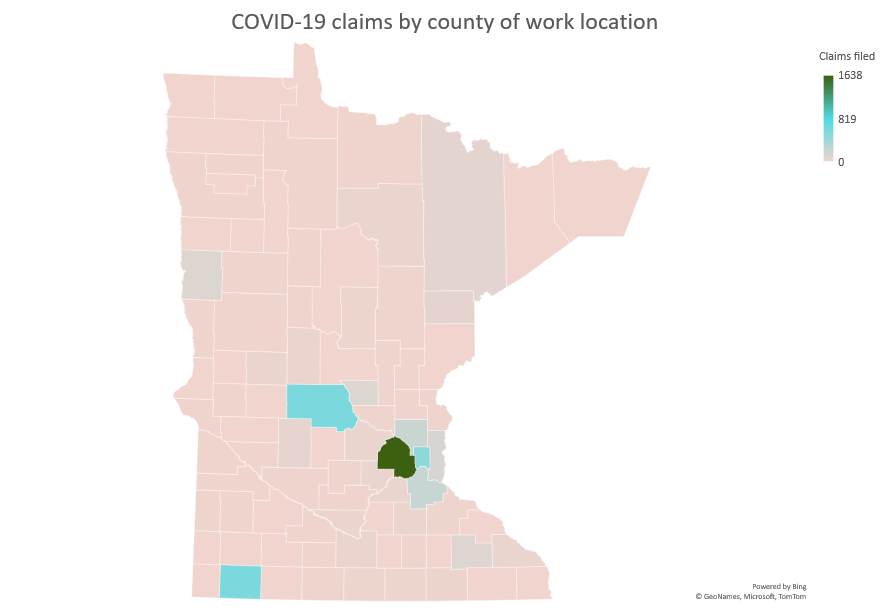 COVID-19 claims by county of work location
Claims filed
1638
819
0
Powered by Bing
© GeoNames, Microsoft, TomTom